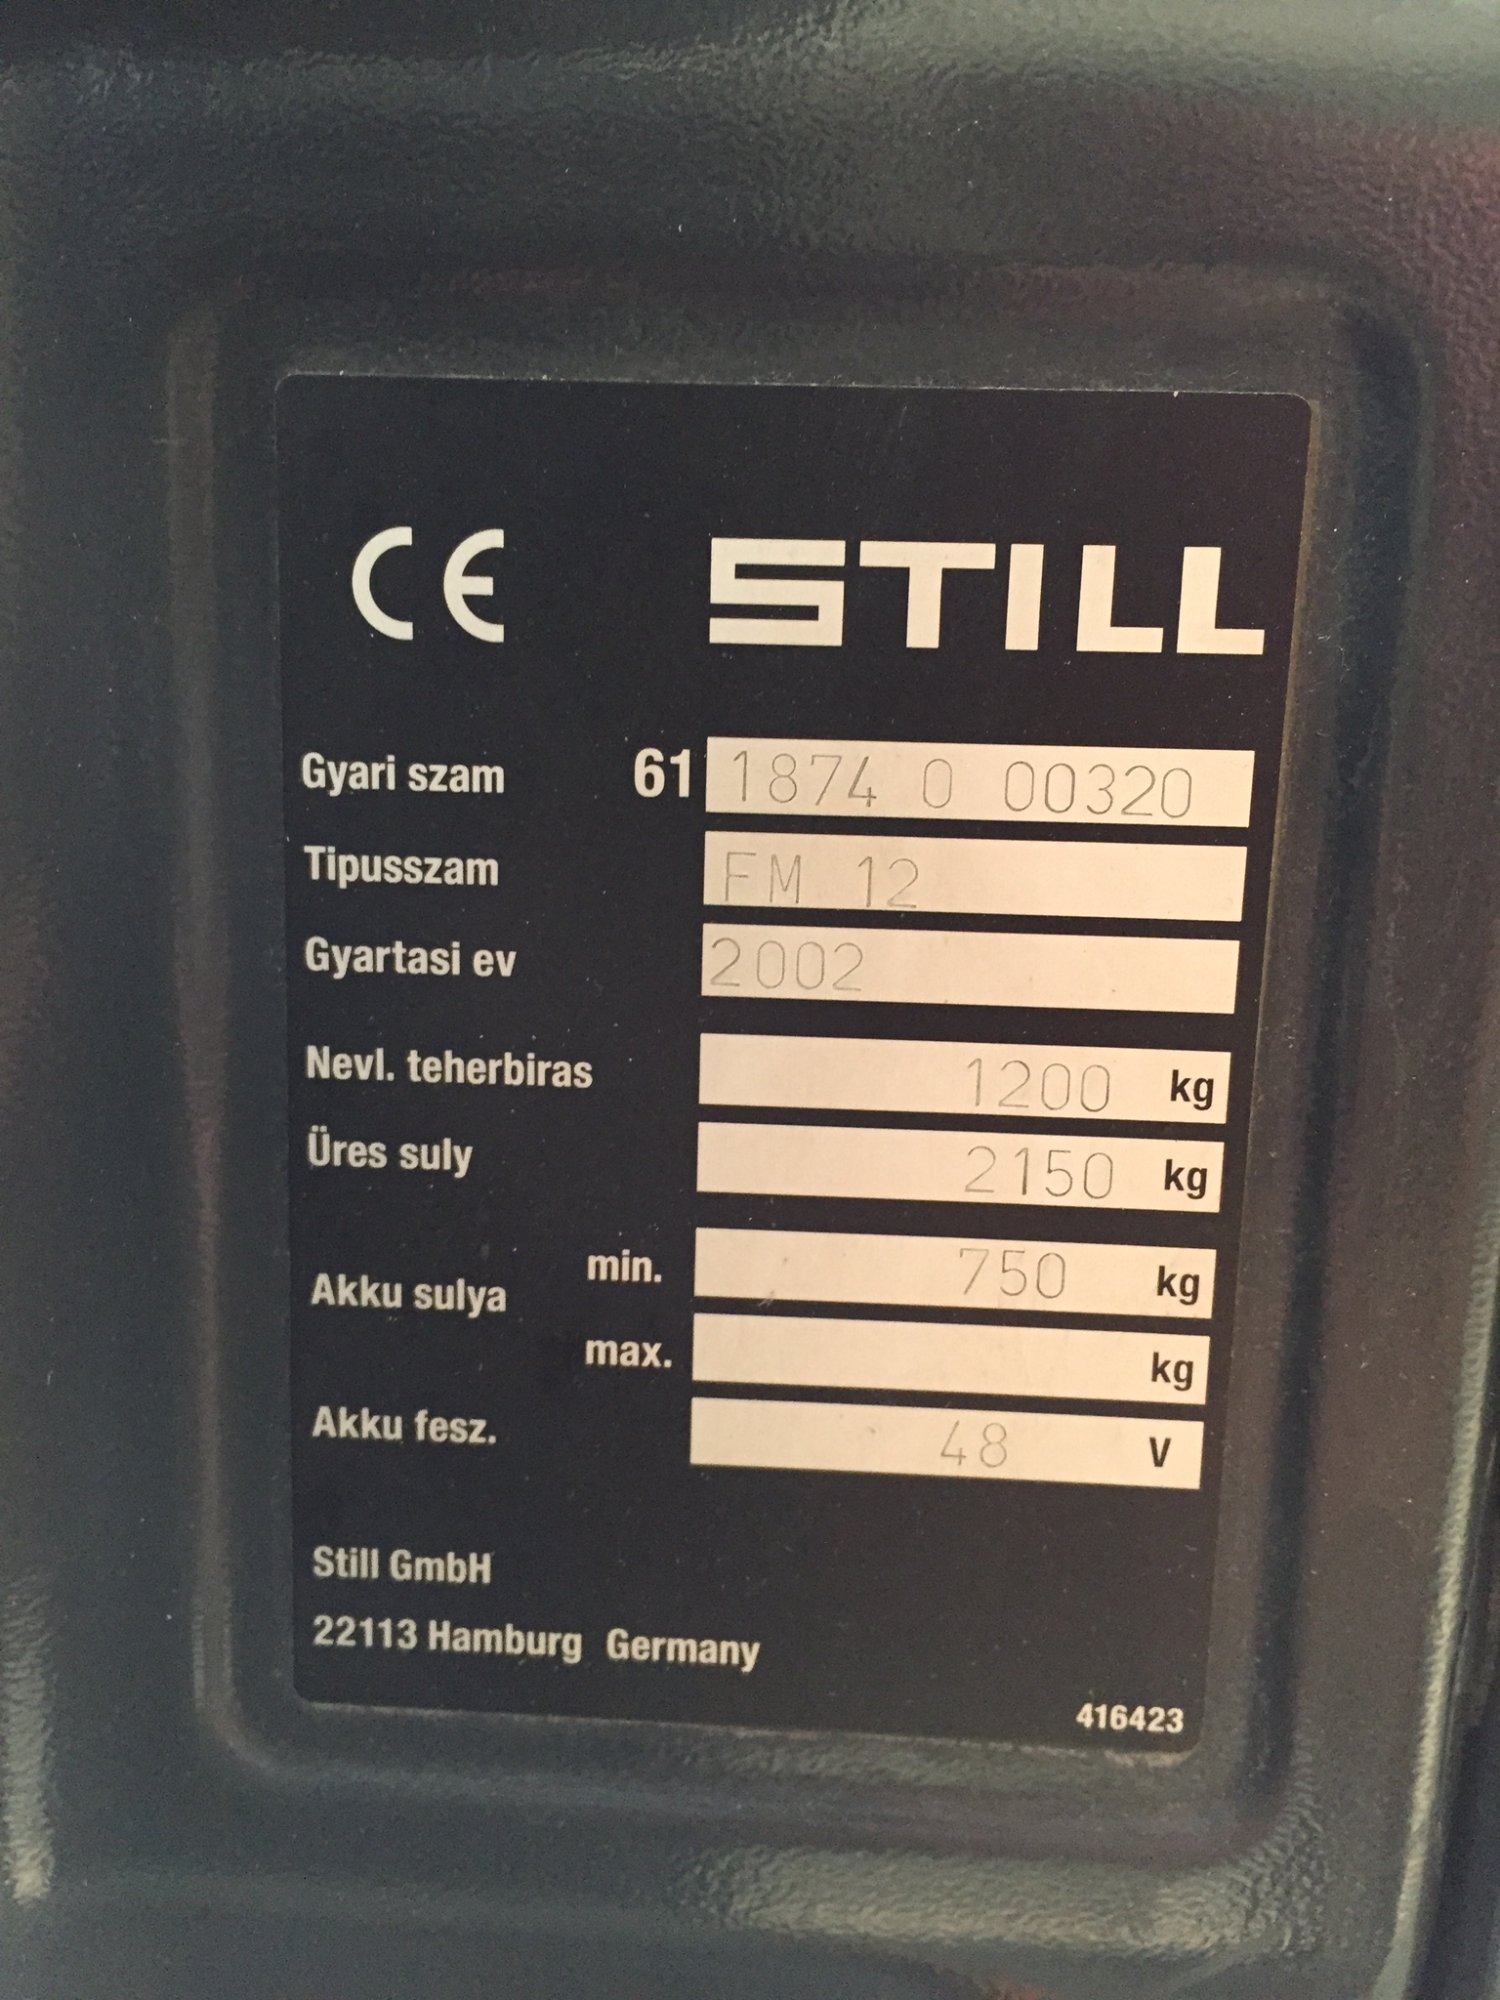 CE STILL
Gyari szam 61 1874 0 00320
Tipusszam FM 12
Gyartasi ev 2002
Nevl. teherbiras 1200 kg
Üres suly 2150 kg
Akku sulya min. 750 kg
max. kg
Akku fesz. 48 V
Still GmbH
22113 Hamburg Germany
416423